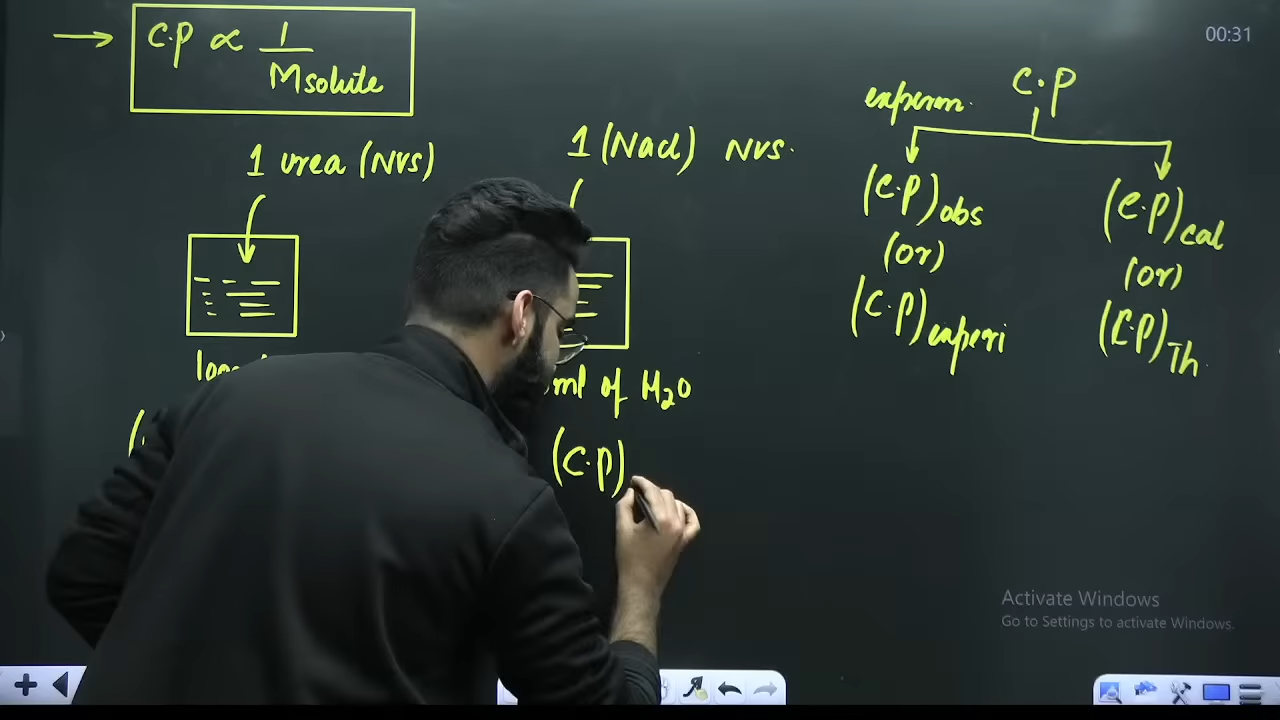 → C.P ∝ 1/Msolute
00:31
C.P
experim.
1 urea (NVS)
1 (Nacl) NVS.
(C.P)obs
(or)
(C.P)experi
(C.P)cal
(or)
(C.P)Th.
ml of H2O
(C.P)
Activate Windows
Go to Settings to activate Windows.